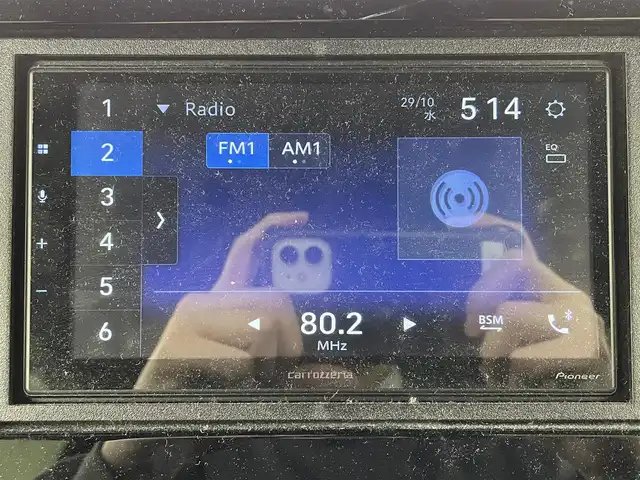 1
Radio
29/10
水
5 14
2
FM1
AM1
EQ
3
4
5
6
80.2
MHz
BSM
carrozzeria
Pioneer